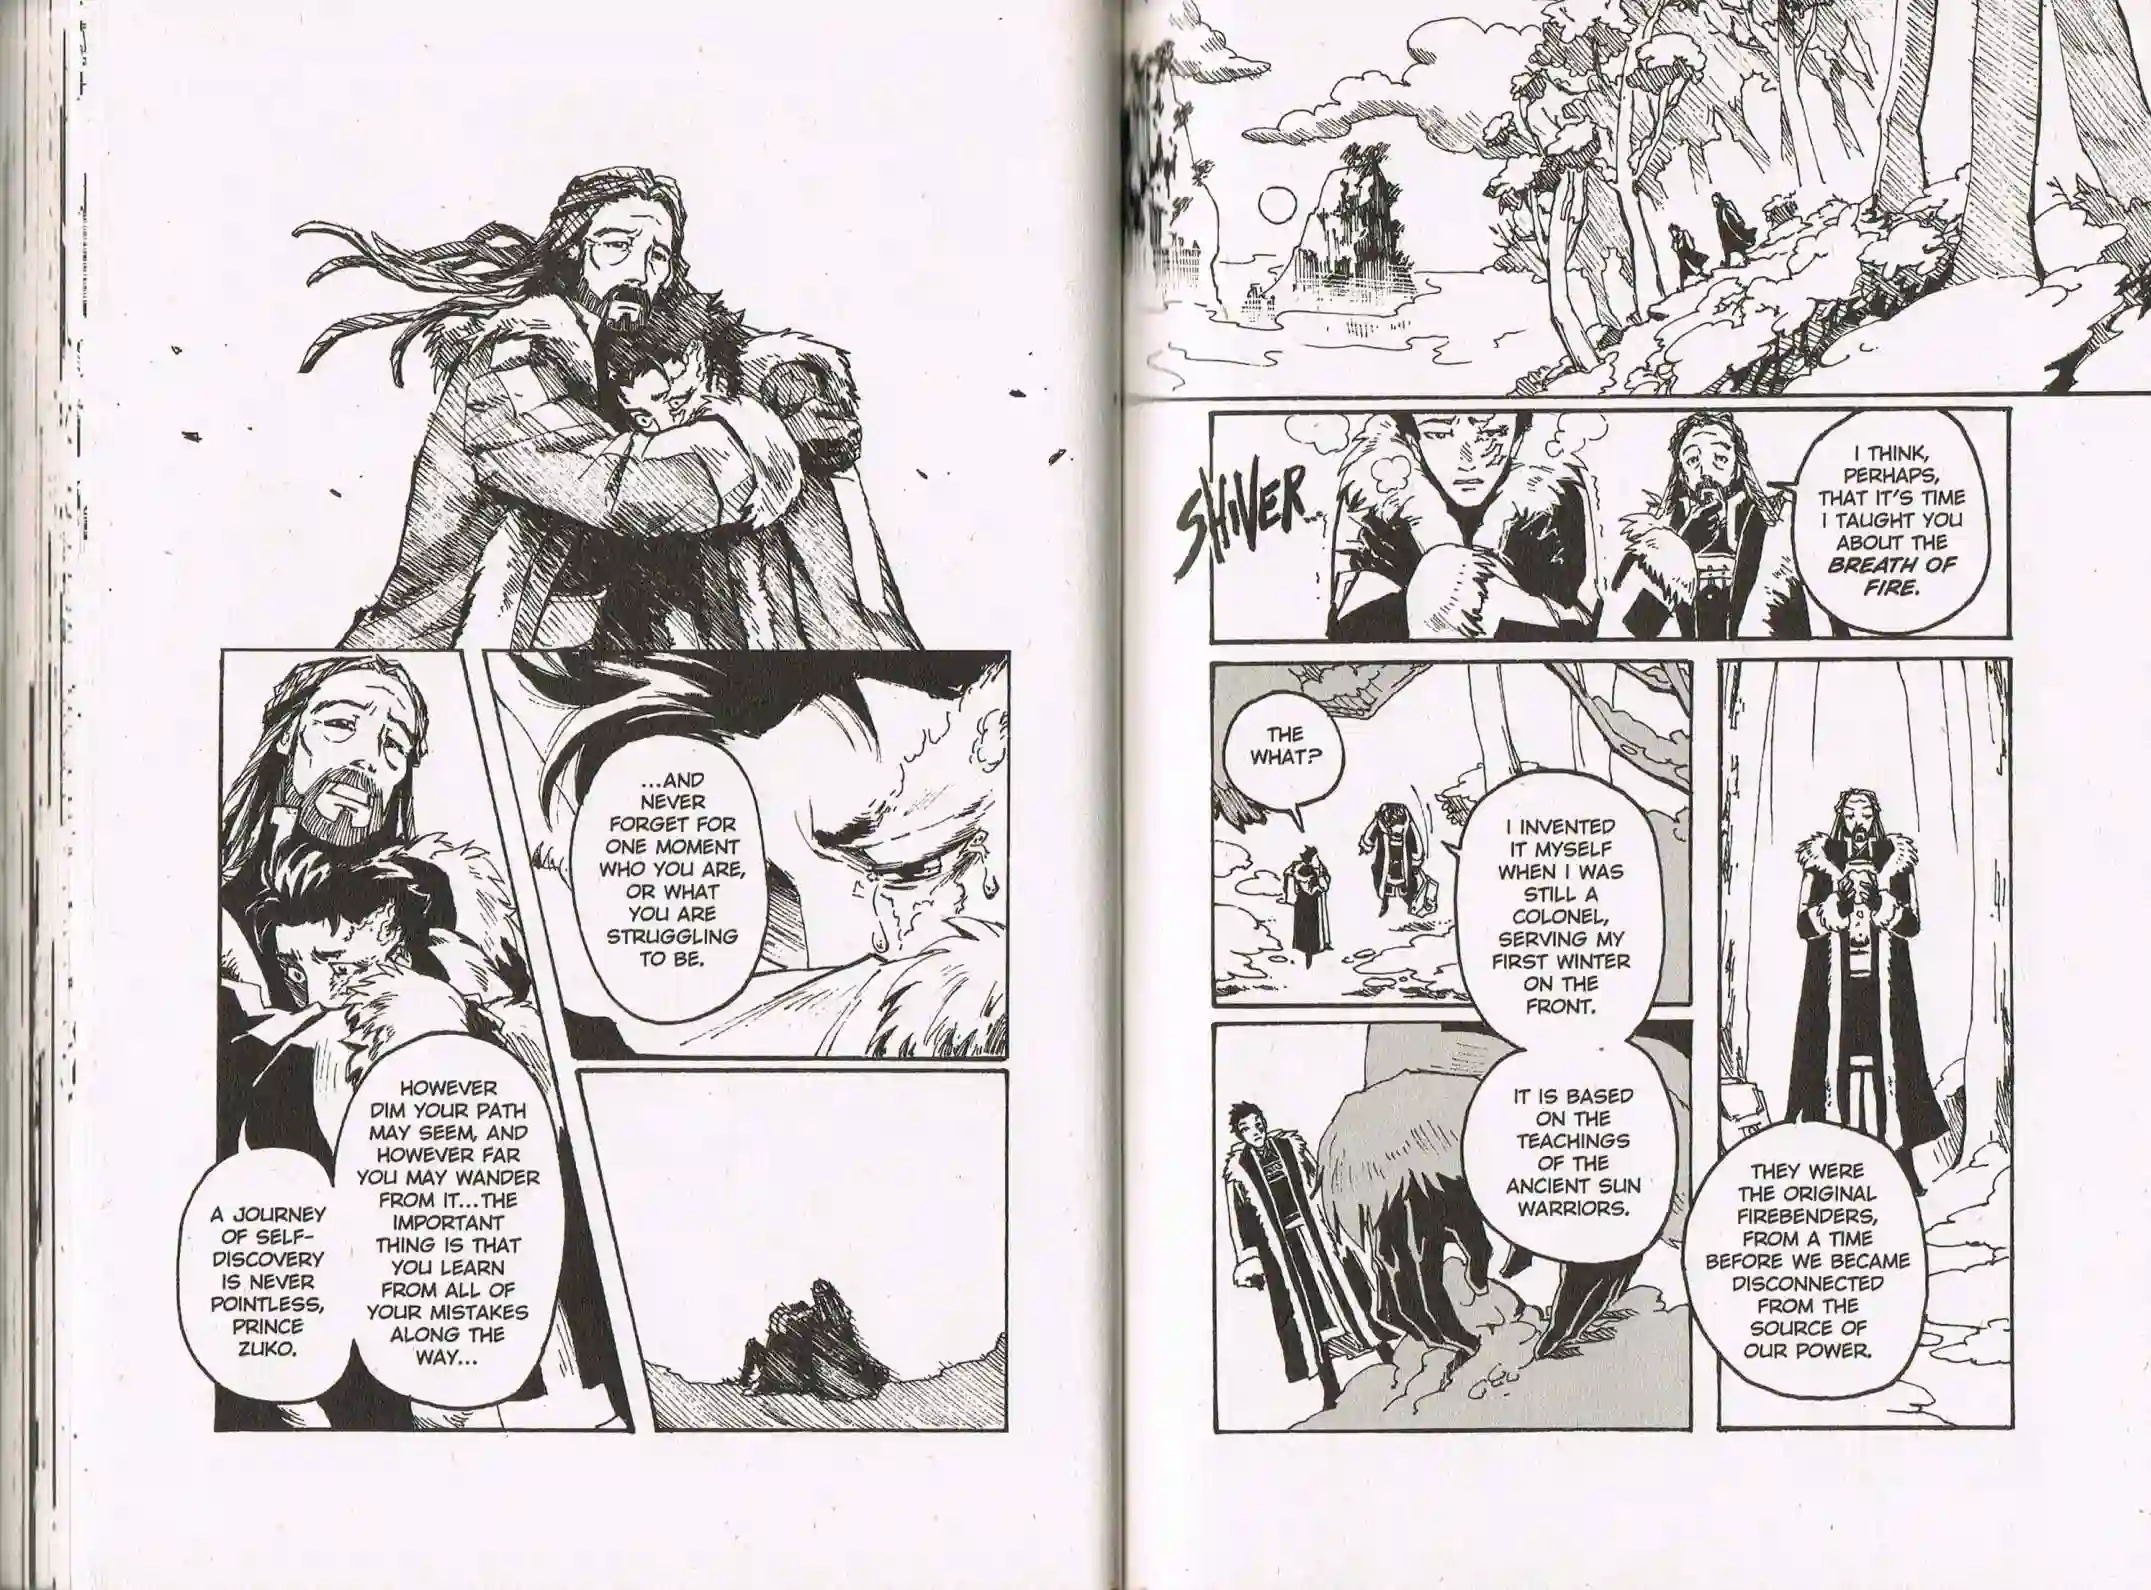 A JOURNEY
OF SELF-
DISCOVERY
IS NEVER
POINTLESS,
PRINCE
ZUKO.
HOWEVER
DIM YOUR PATH
MAY SEEM, AND
HOWEVER FAR
YOU MAY WANDER
FROM IT...THE
IMPORTANT
THING IS THAT
YOU LEARN
FROM ALL OF
YOUR MISTAKES
ALONG THE
WAY...
...AND
NEVER
FORGET FOR
ONE MOMENT
WHO YOU ARE,
OR WHAT
YOU ARE
STRUGGLING
TO BE.
SHIVER...
I THINK,
PERHAPS,
THAT IT'S TIME
I TAUGHT YOU
ABOUT THE
BREATH OF
FIRE.
THE
WHAT?
I INVENTED
IT MYSELF
WHEN I WAS
STILL A
COLONEL,
SERVING MY
FIRST WINTER
ON THE
FRONT.
IT IS BASED
ON THE
TEACHINGS
OF THE
ANCIENT SUN
WARRIORS.
THEY WERE
THE ORIGINAL
FIREBENDERS,
FROM A TIME
BEFORE WE BECAME
DISCONNECTED
FROM THE
SOURCE OF
OUR POWER.